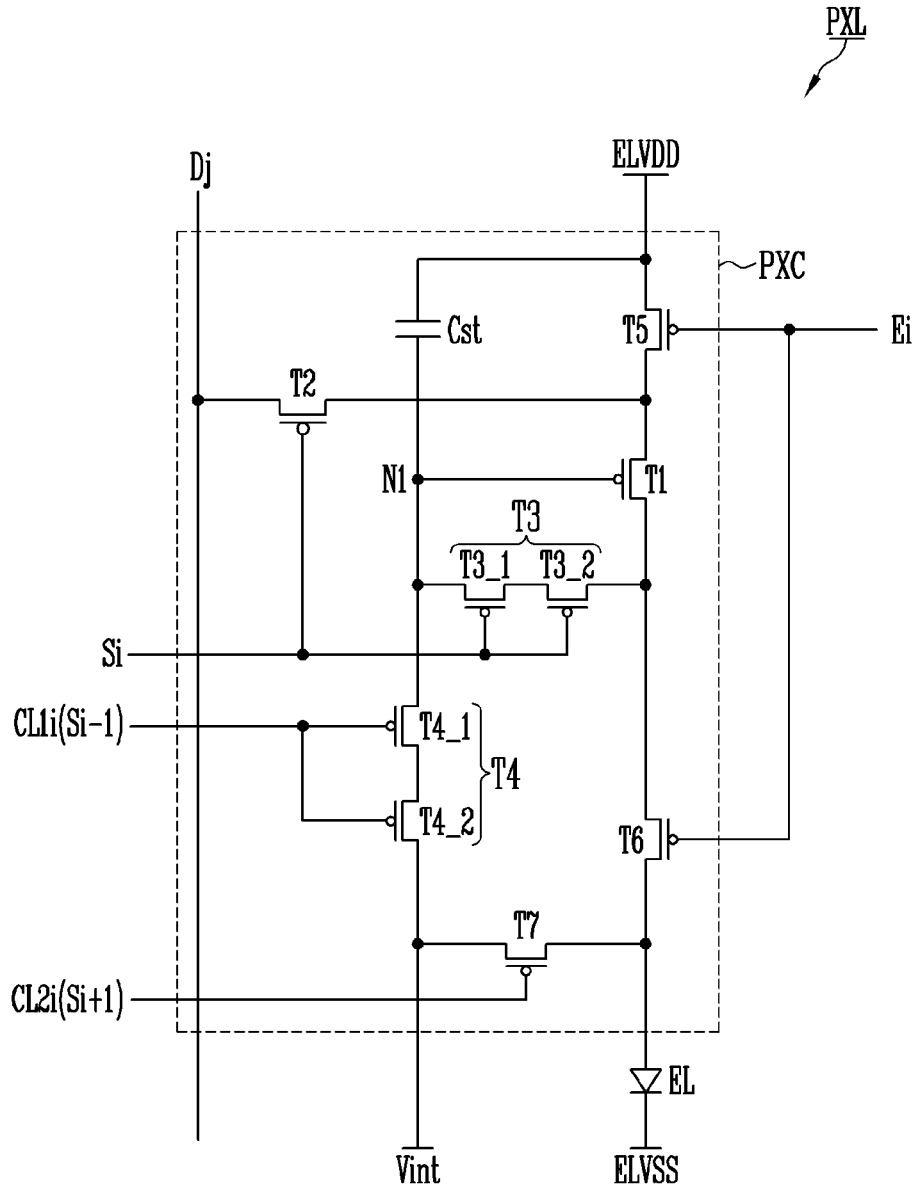 PXL
Dj
ELVDD
PXC
Cst
T5
Ei
T2
N1
T1
T3
T3_1
T3_2
Si
CL1i(Si-1)
T4_1
T4
T4_2
T6
T7
CL2i(Si+1)
EL
Vint
ELVSS